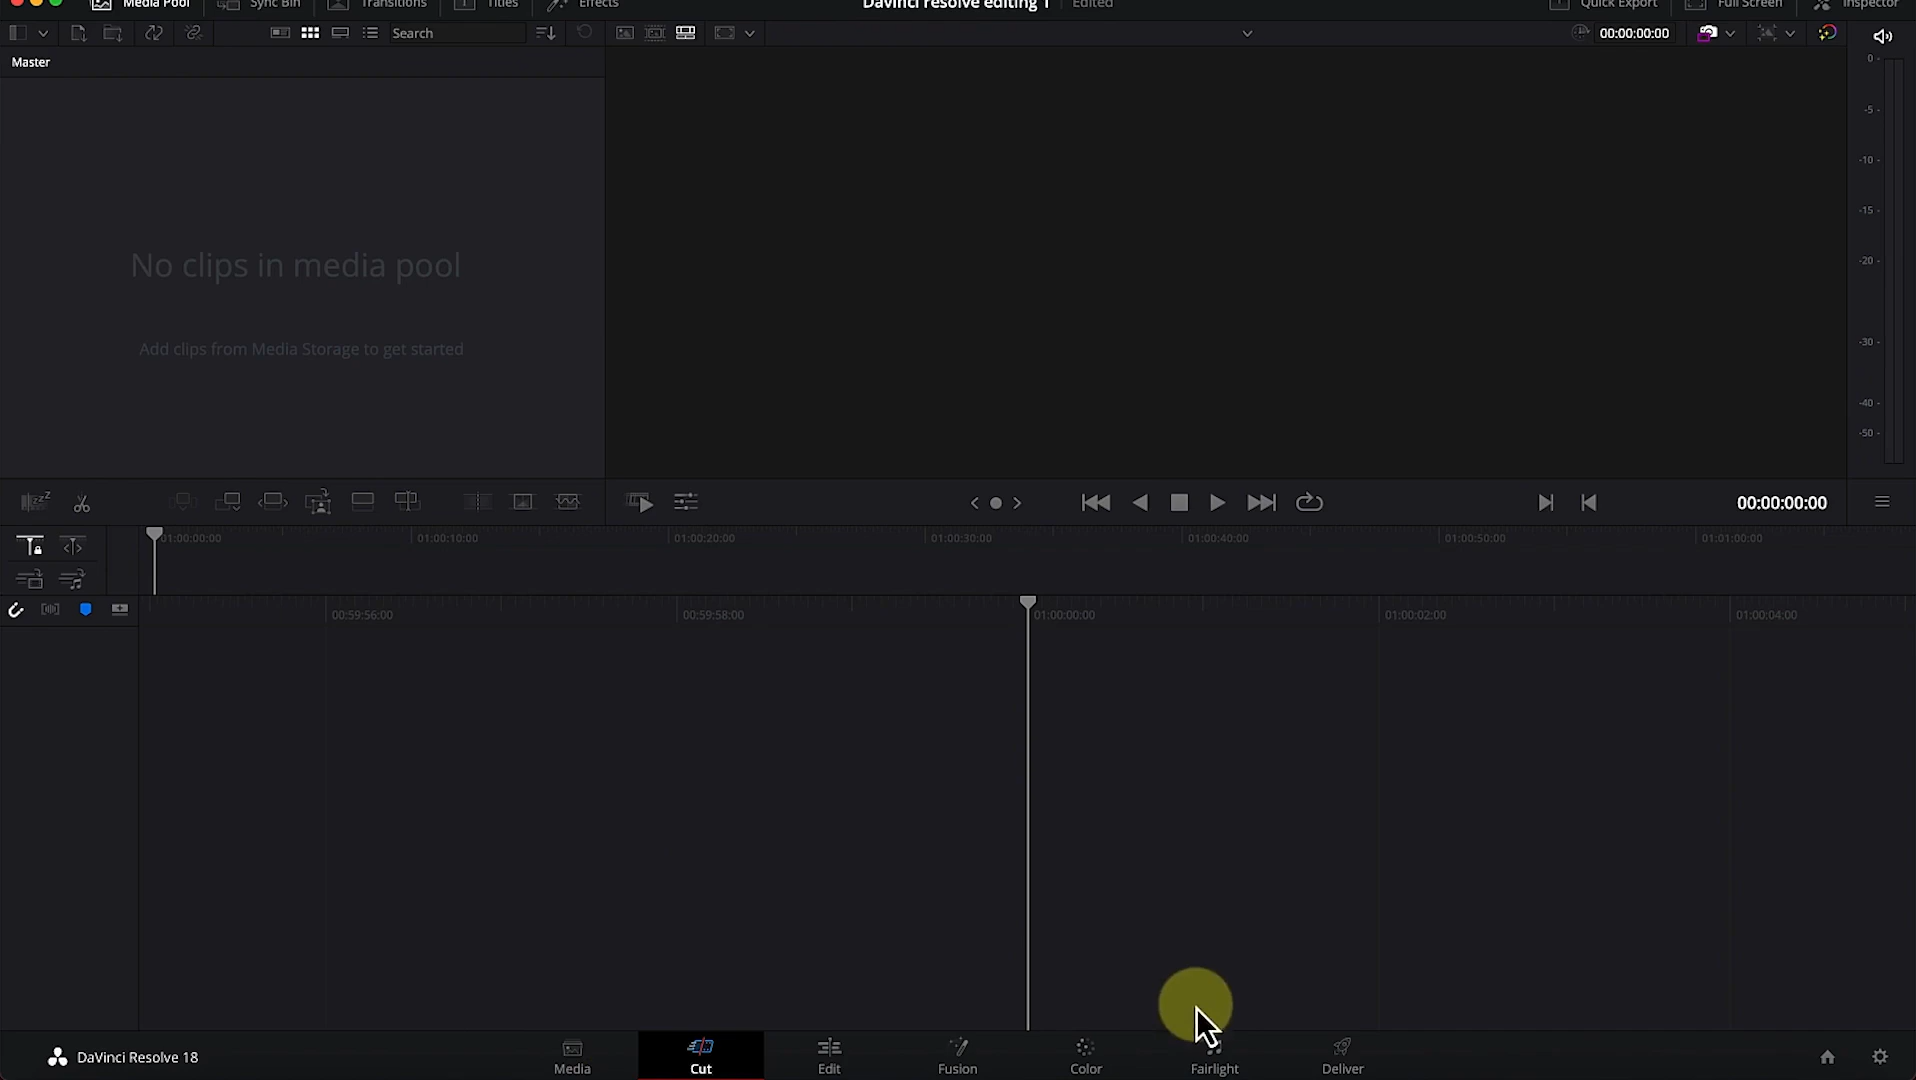 Media Pool
Sync Bin
Transitions
Titles
Effects
Davinci resolve editing 1
Edited
Quick Export
Full Screen
Inspector
Search
00:00:00:00
Master
0
-5
-10
-15
-20
-30
-40
-50
No clips in media pool
Add clips from Media Storage to get started
00:00:00:00
01:00:00:00
01:00:10:00
01:00:20:00
01:00:30:00
01:00:40:00
01:00:50:00
01:01:00:00
00:59:56:00
00:59:58:00
01:00:00:00
01:00:02:00
01:00:04:00
DaVinci Resolve 18
Media
Cut
Edit
Fusion
Color
Fairlight
Deliver